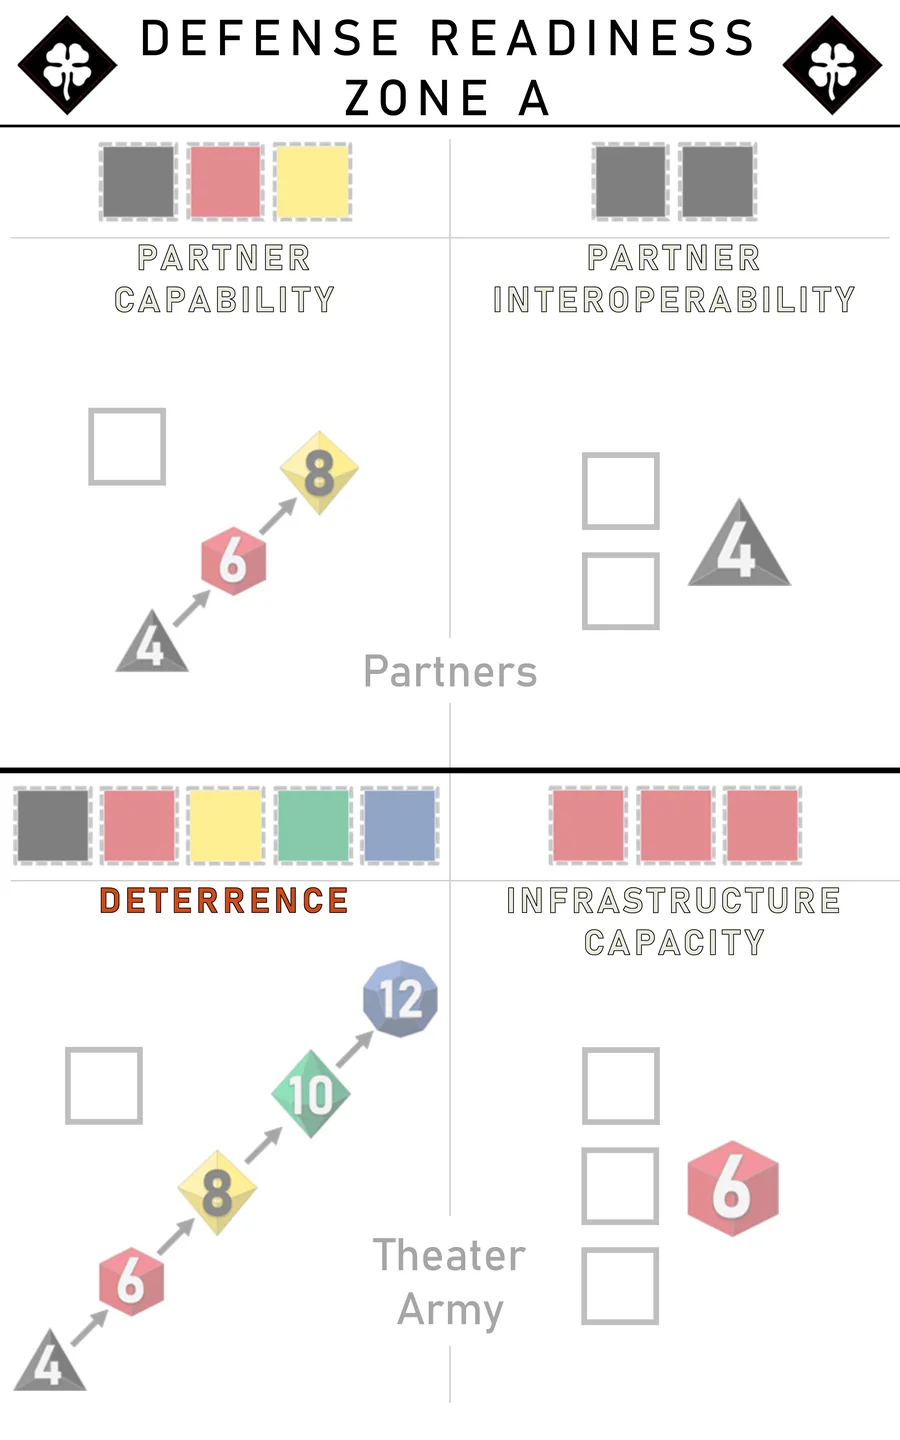 DEFENSE READINESS
ZONE A
PARTNER
CAPABILITY
8
6
4
PARTNER
INTEROPERABILITY
4
Partners
DETERRENCE
12
10
8
6
4
INFRASTRUCTURE
CAPACITY
6
Theater
Army